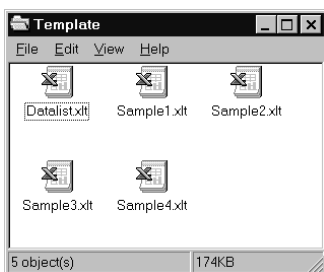 Template
File Edit View Help
Datalist.xlt Sample1.xlt Sample2.xlt
Sample3.xlt Sample4.xlt
5 object(s) 174KB